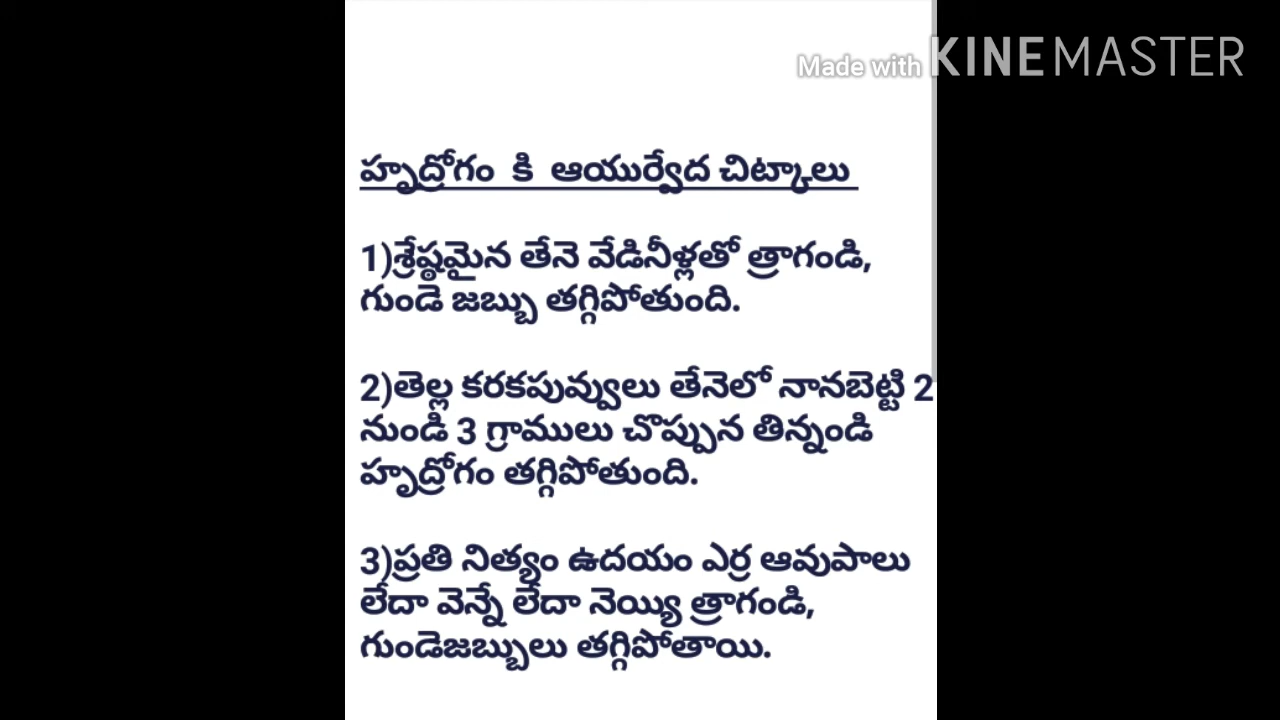 Made with KINEMASTER
హృద్రోగం కి ఆయుర్వేద చిట్కాలు
1)శ్రేష్ఠమైన తేనె వేడినీళ్లతో త్రాగండి,
గుండె జబ్బు తగ్గిపోతుంది.
2)తెల్ల కరకపువ్వులు తేనెలో నానబెట్టి 2
నుండి 3 గ్రాములు చొప్పున తిన్నండి
హృద్రోగం తగ్గిపోతుంది.
3)ప్రతి నిత్యం ఉదయం ఎర్ర ఆవుపాలు
లేదా వెన్నే లేదా నెయ్యి త్రాగండి,
గుండెజబ్బులు తగ్గిపోతాయి.